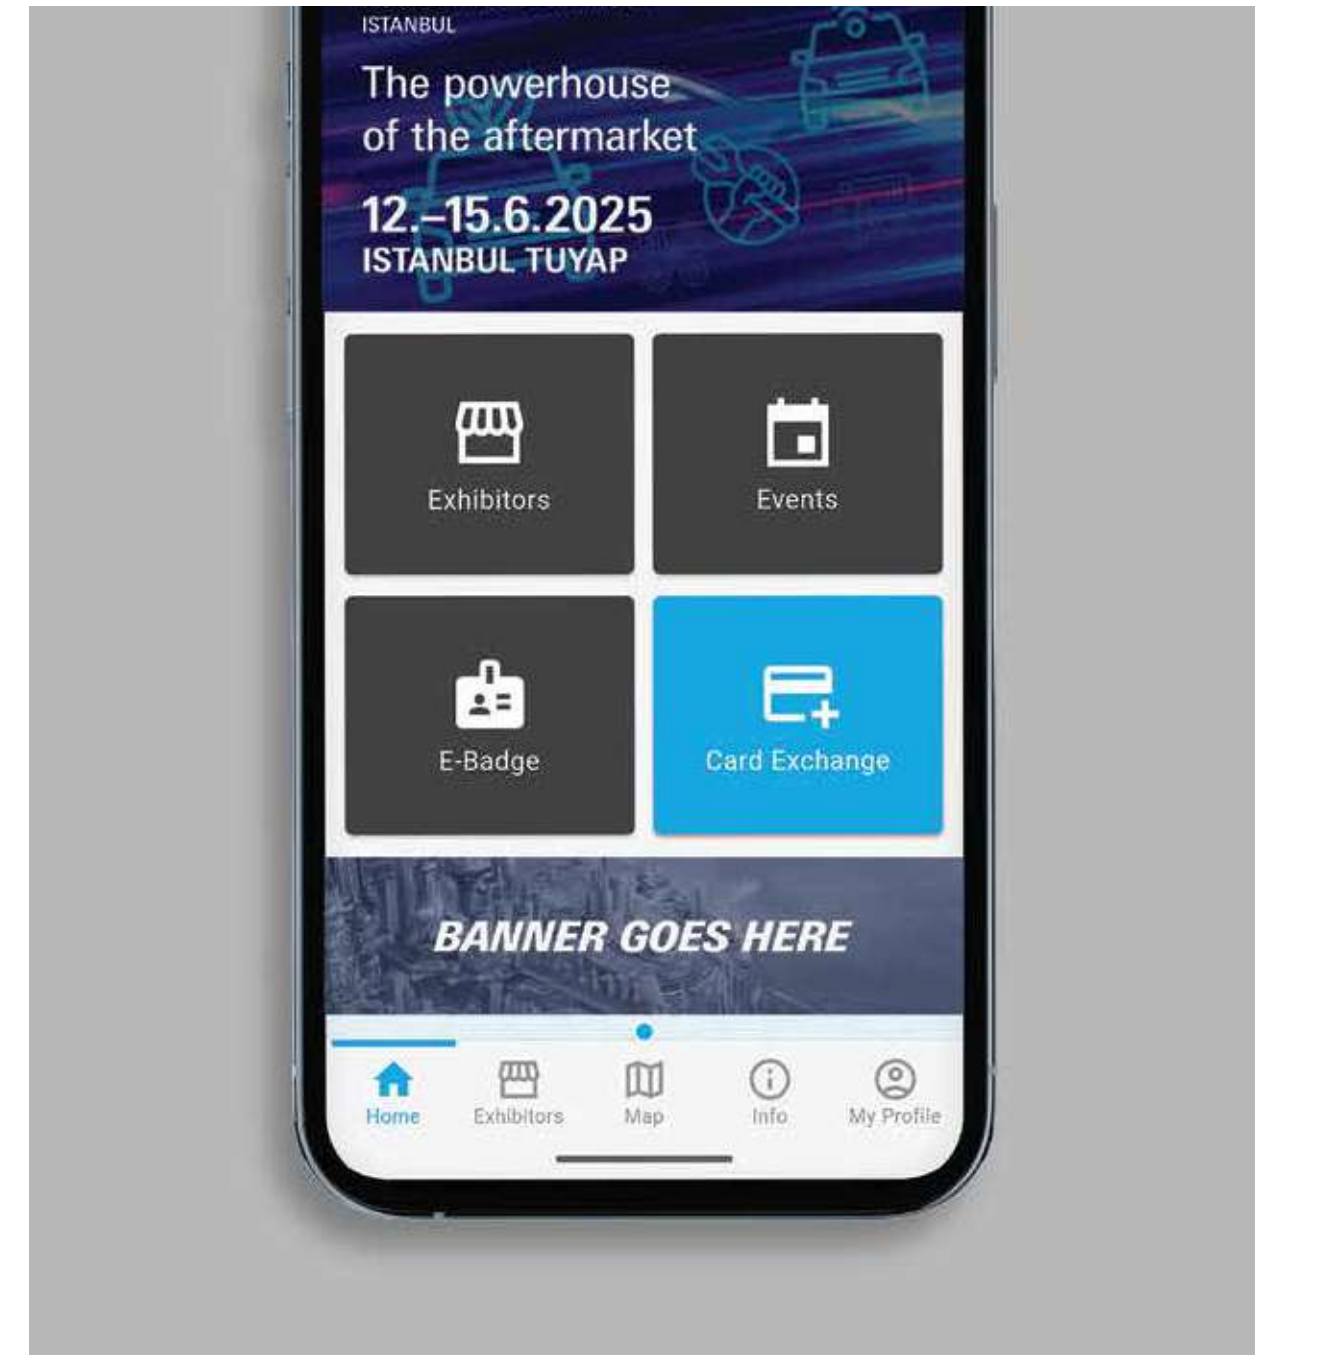 ISTANBUL
The powerhouse
of the aftermarket
12.–15.6.2025
ISTANBUL TUYAP
Exhibitors
Events
E-Badge
Card Exchange
BANNER GOES HERE
Home
Exhibitors
Map
Info
My Profile